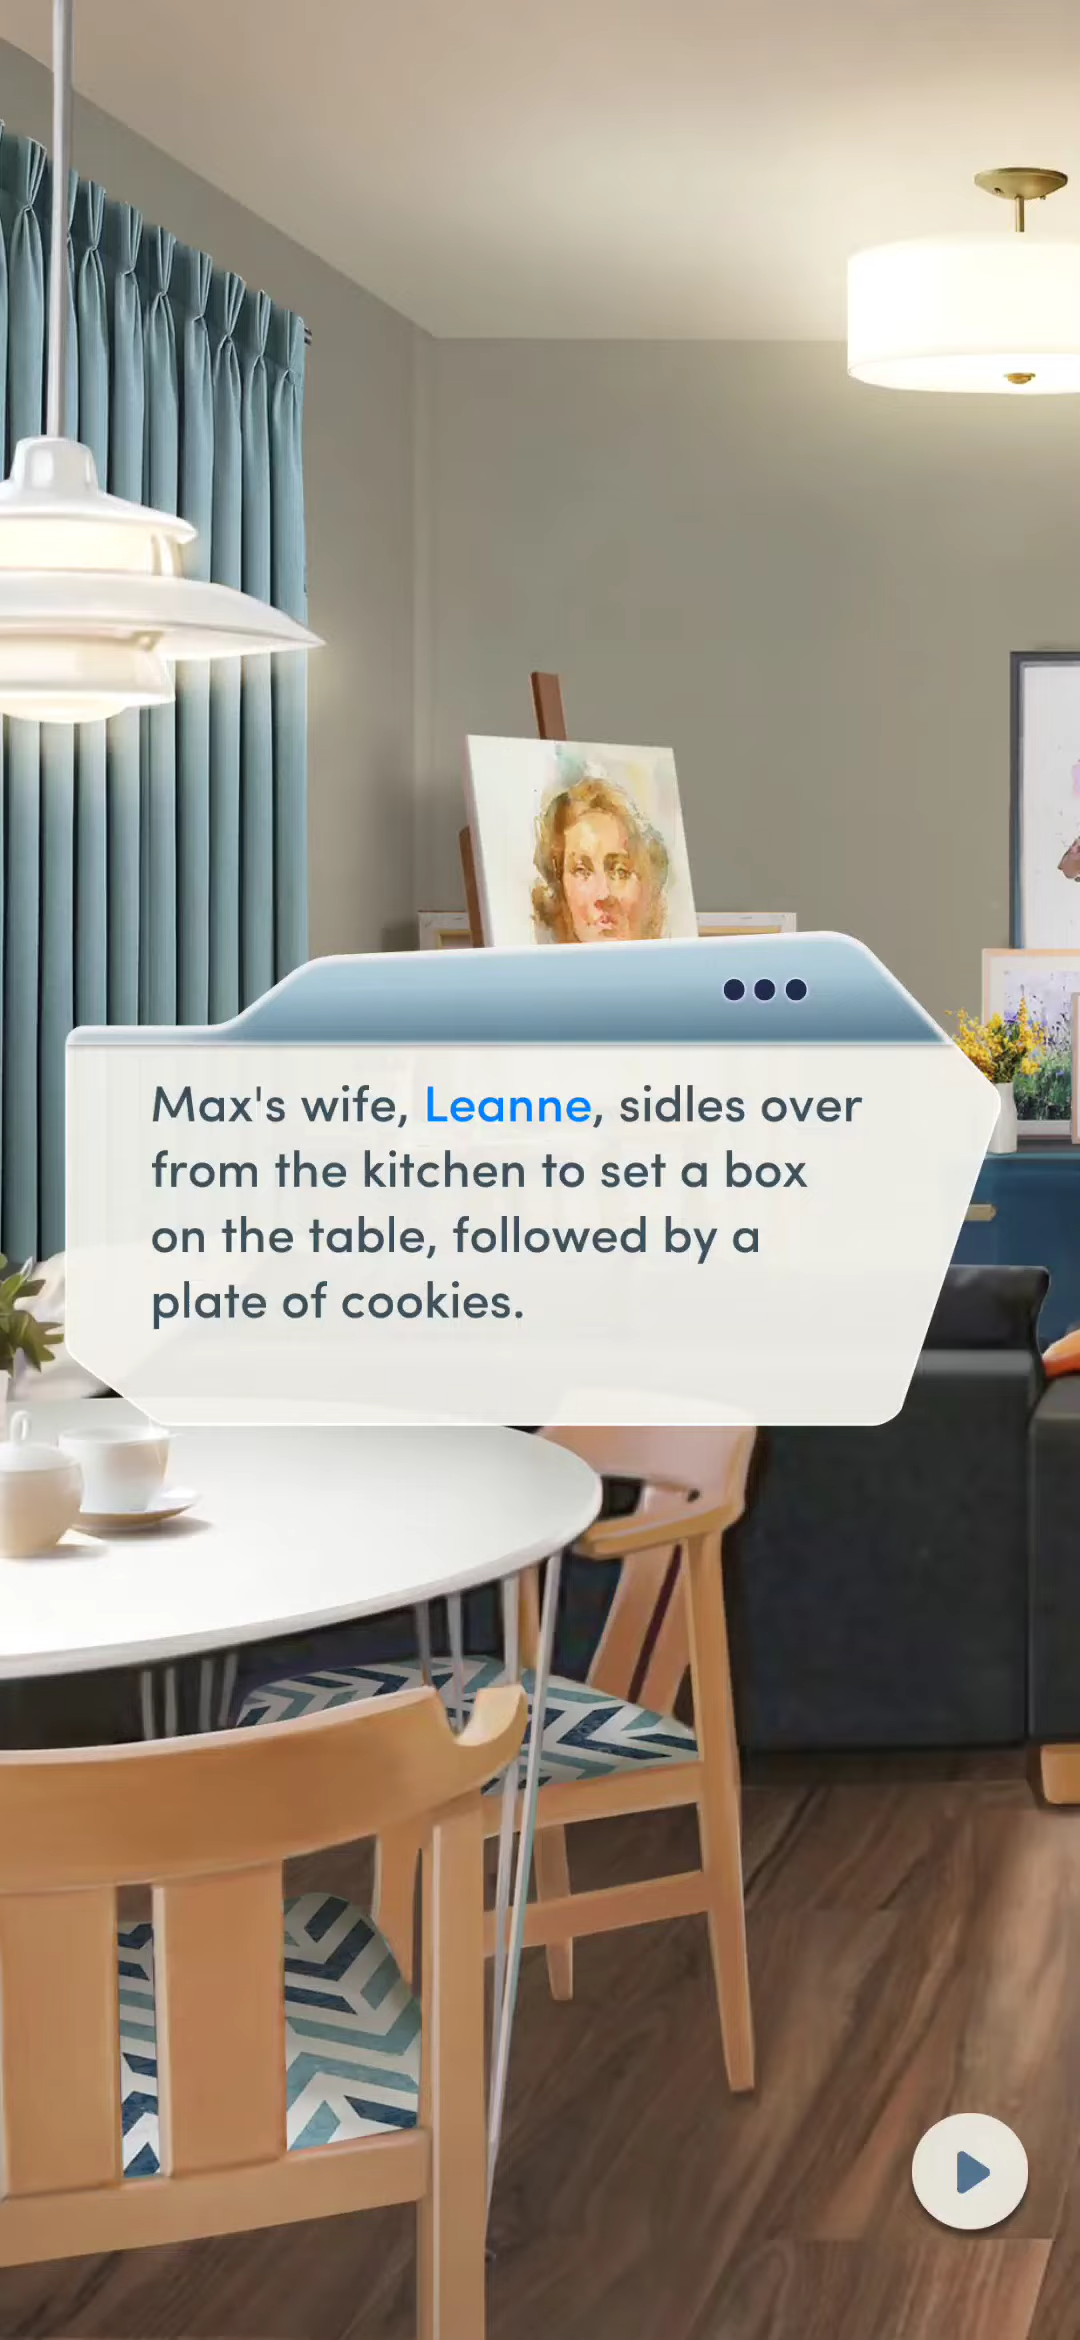 Max's wife, Leanne, sidles over
from the kitchen to set a box
on the table, followed by a
plate of cookies.